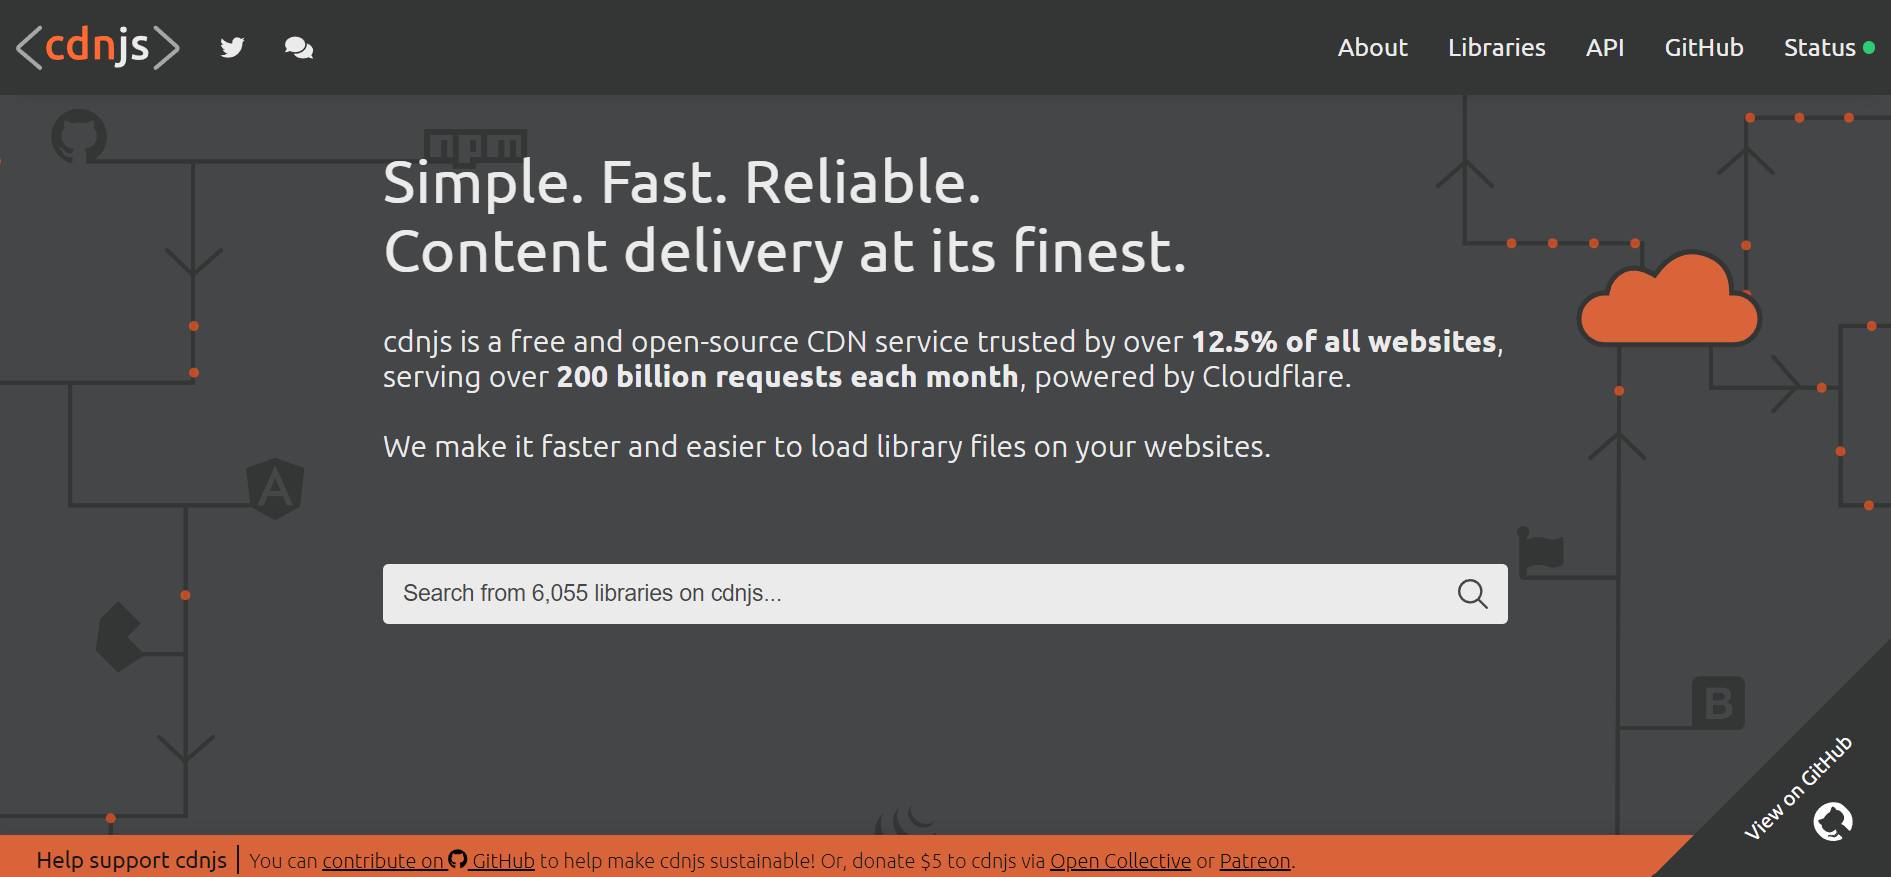 <cdnjs>
About
Libraries
API
GitHub
Status
npm
Simple. Fast. Reliable.
Content delivery at its finest.
cdnjs is a free and open-source CDN service trusted by over 12.5% of all websites,
serving over 200 billion requests each month, powered by Cloudflare.
We make it faster and easier to load library files on your websites.
A
Search from 6,055 libraries on cdnjs...
B
View on GitHub
Help support cdnjs
You can contribute on GitHub to help make cdnjs sustainable! Or, donate $5 to cdnjs via Open Collective or Patreon.